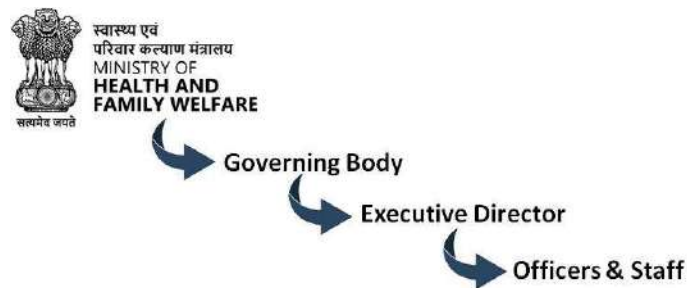 स्वास्थ्य एवं
परिवार कल्याण मंत्रालय
MINISTRY OF
HEALTH AND
FAMILY WELFARE
सत्यमेव जयते
Governing Body
Executive Director
Officers & Staff